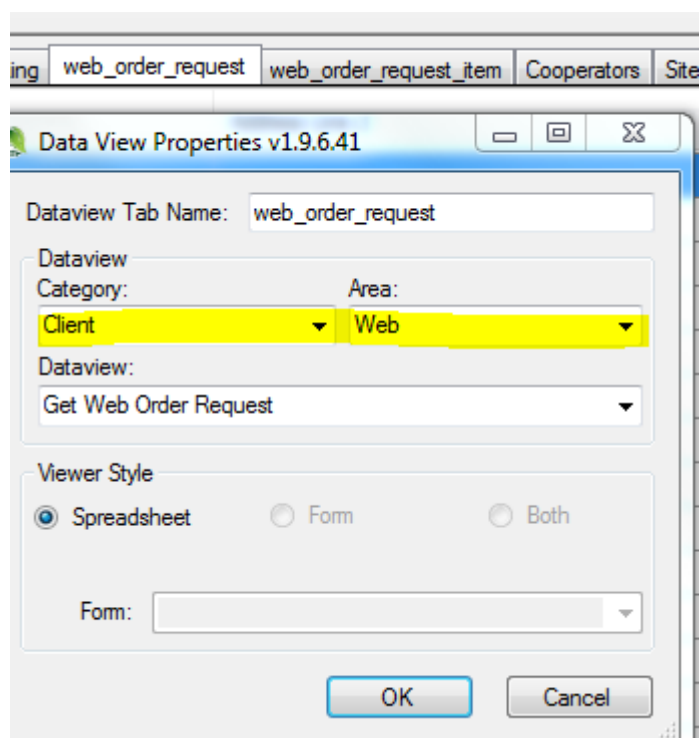 ing web_order_request web_order_request_item Cooperators Site
Data View Properties v1.9.6.41
Dataview Tab Name: web_order_request
Dataview
Category: Area:
Client Web
Dataview:
Get Web Order Request
Viewer Style
Spreadsheet Form Both
Form:
OK Cancel